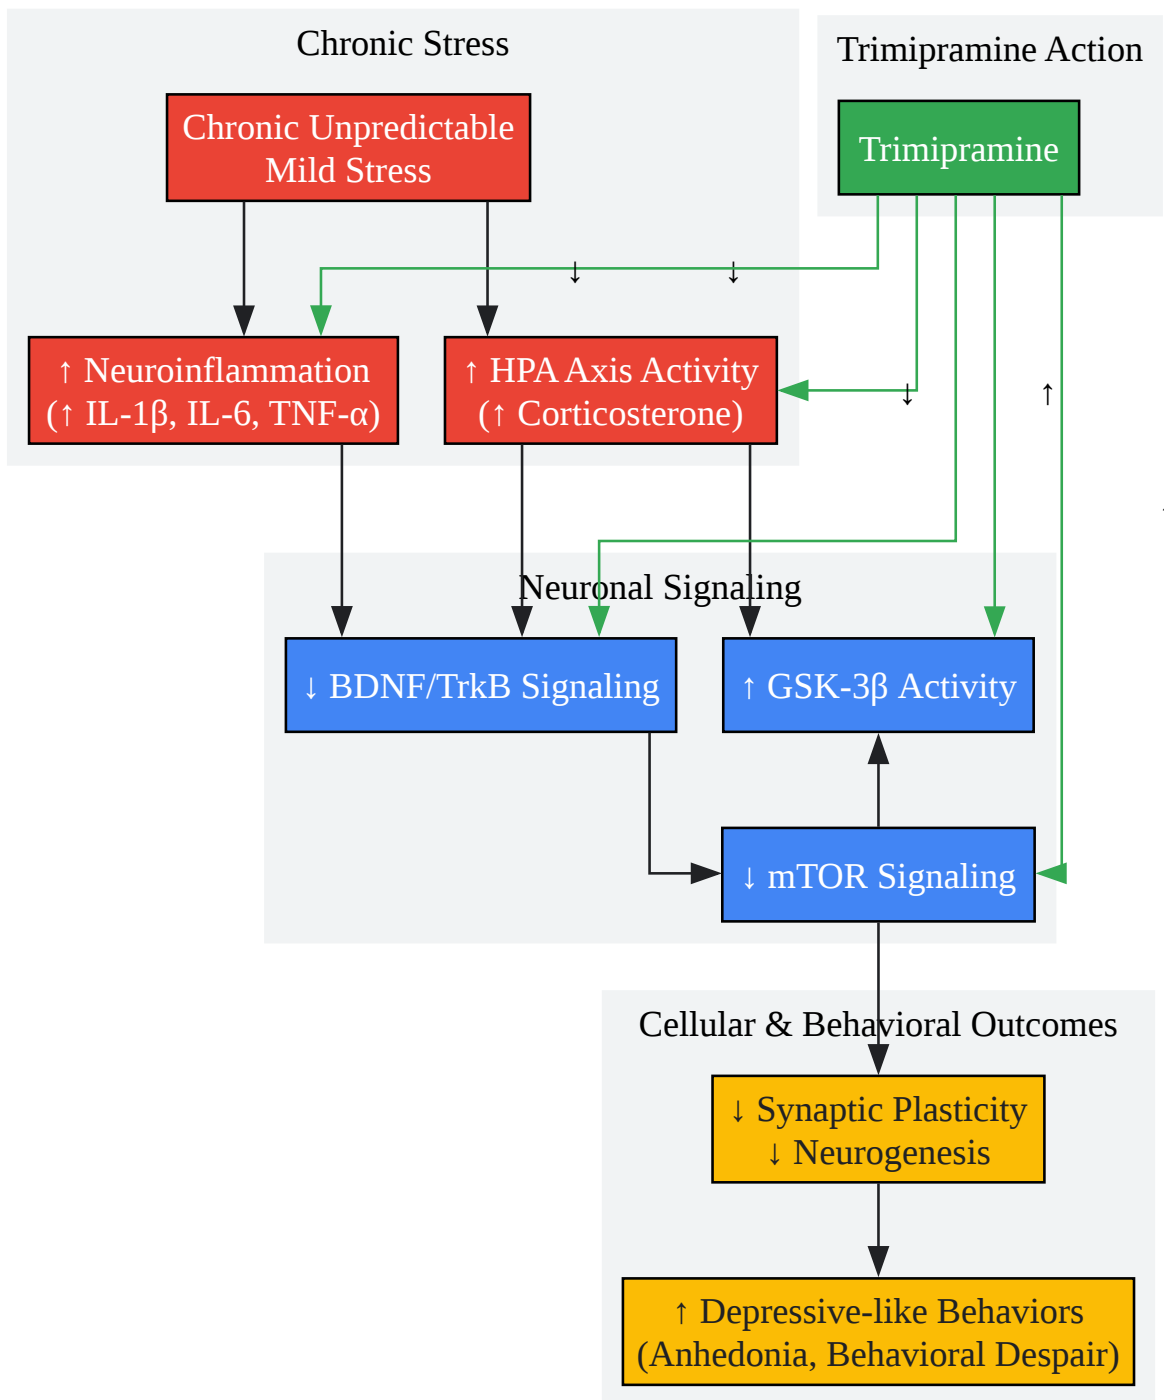 Chronic Stress
Trimipramine Action
Chronic Unpredictable
Mild Stress
Trimipramine
↓
↓
↑ Neuroinflammation
(↑ IL-1β, IL-6, TNF-α)
↑ HPA Axis Activity
(↑ Corticosterone)
↓
↑
Neuronal Signaling
↓ BDNF/TrkB Signaling
↑ GSK-3β Activity
↓ mTOR Signaling
Cellular & Behavioral Outcomes
↓ Synaptic Plasticity
↓ Neurogenesis
↑ Depressive-like Behaviors
(Anhedonia, Behavioral Despair)